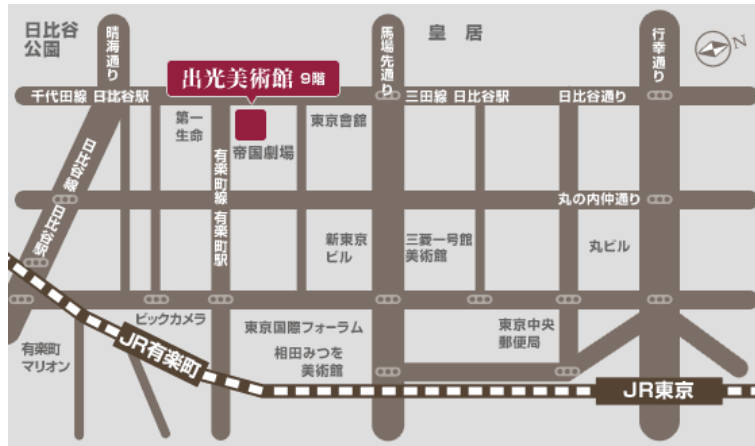 日比谷
公園
晴海通り
馬場先通り
皇 居
行幸通り
N
出光美術館 9階
千代田線 日比谷駅
三田線 日比谷駅
日比谷通り
第一
生命
帝国劇場
東京會館
有楽町線 有楽町駅
日比谷線 日比谷駅
丸の内仲通り
新東京
ビル
三菱一号館
美術館
丸ビル
ビックカメラ
東京国際フォーラム
東京中央
郵便局
有楽町
マリオン
JR有楽町
相田みつを
美術館
JR東京